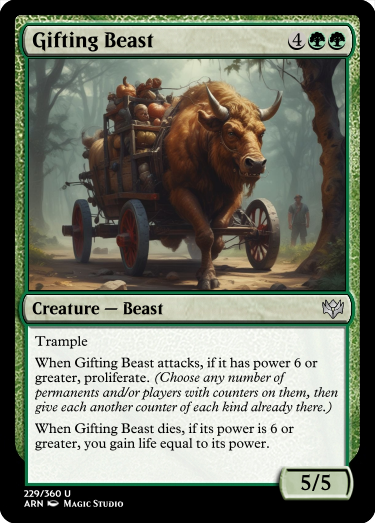 Gifting Beast 4
Creature — Beast
Trample
When Gifting Beast attacks, if it has power 6 or
greater, proliferate. (Choose any number of
permanents and/or players with counters on them, then
give each another counter of each kind already there.)
When Gifting Beast dies, if its power is 6 or
greater, you gain life equal to its power.
5/5
229/360 U
ARN Magic Studio